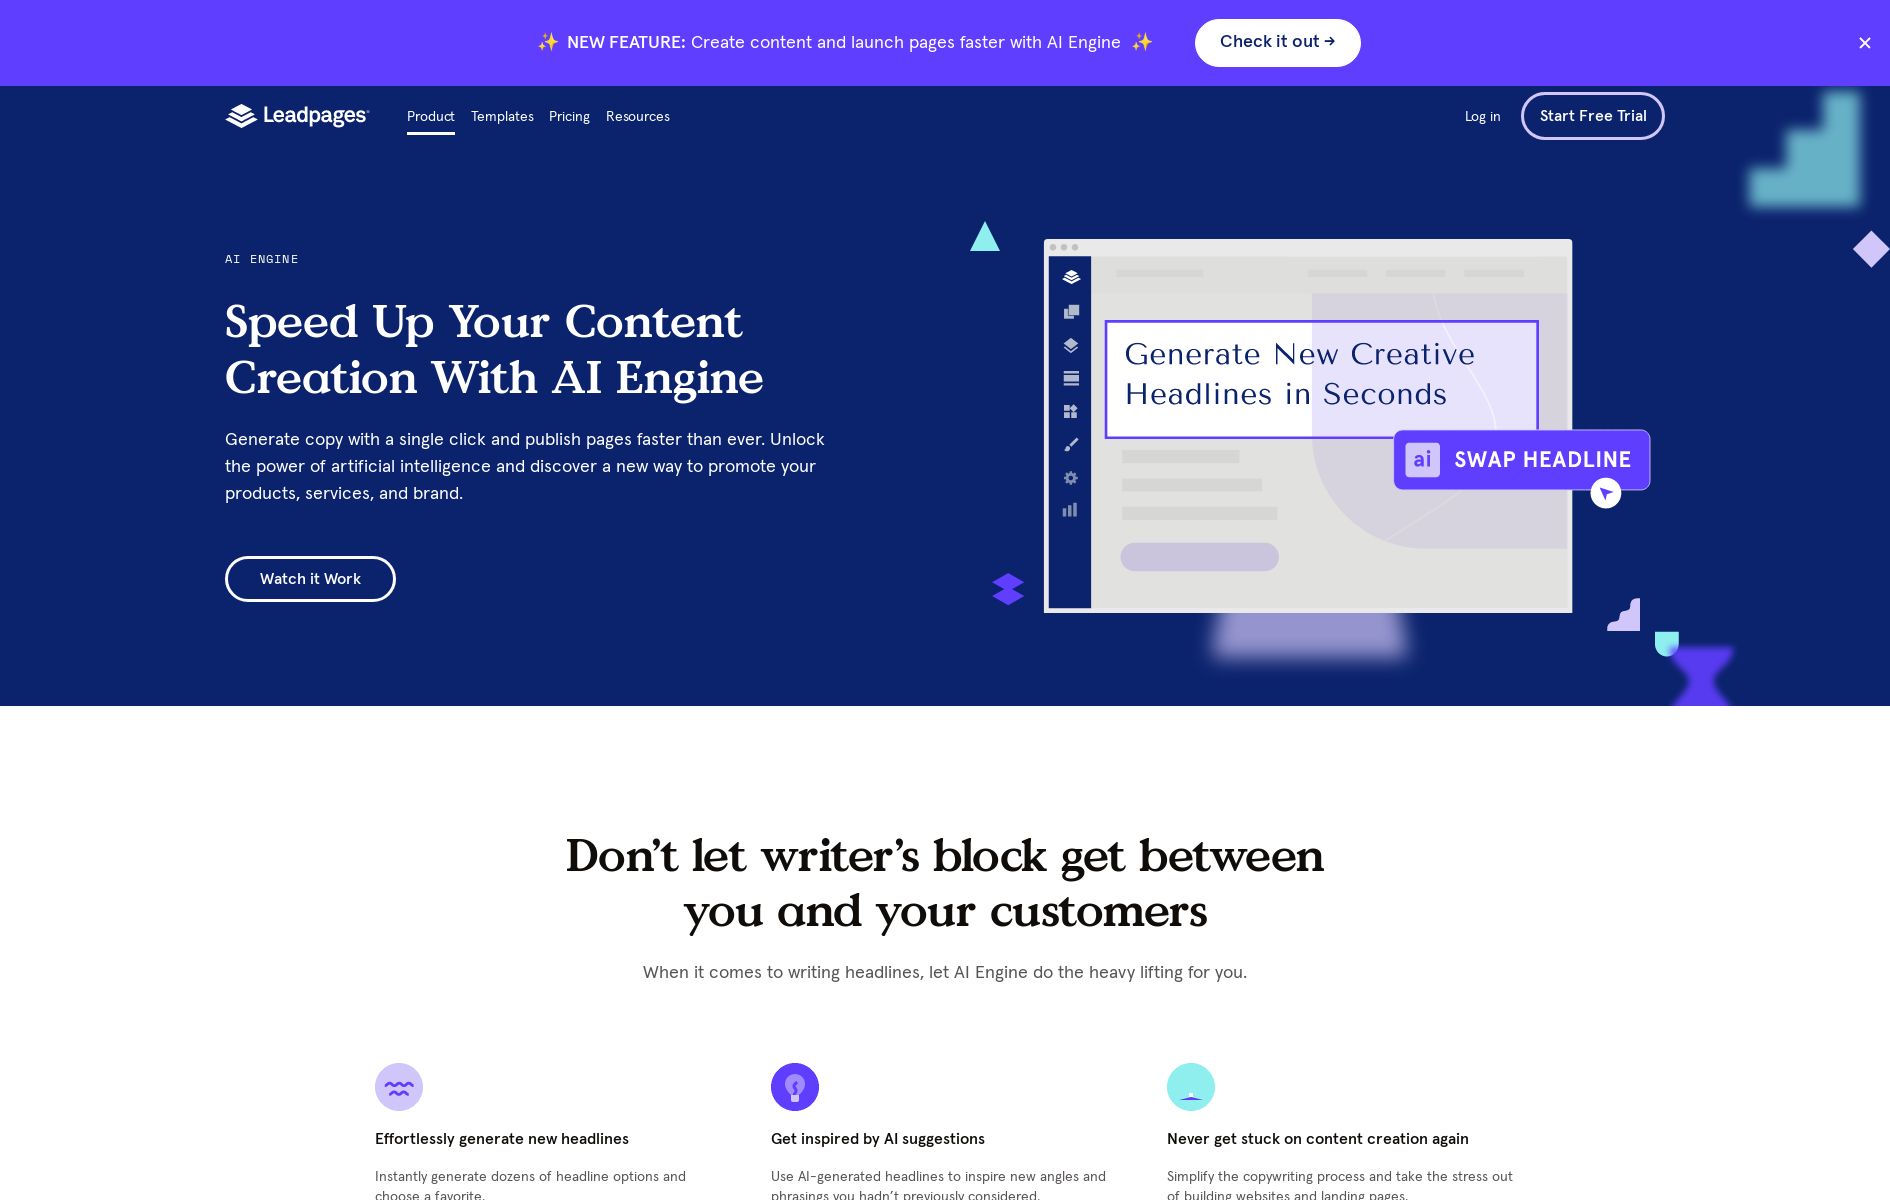 ✨ NEW FEATURE: Create content and launch pages faster with AI Engine ✨
Check it out →
Leadpages
Product Templates Pricing Resources
Log in
Start Free Trial
AI ENGINE
Speed Up Your Content
Creation With AI Engine
Generate copy with a single click and publish pages faster than ever. Unlock
the power of artificial intelligence and discover a new way to promote your
products, services, and brand.
Watch it Work
Generate New Creative
Headlines in Seconds
ai SWAP HEADLINE
Don’t let writer’s block get between
you and your customers
When it comes to writing headlines, let AI Engine do the heavy lifting for you.
Effortlessly generate new headlines
Instantly generate dozens of headline options and
choose a favorite.
Get inspired by AI suggestions
Use AI-generated headlines to inspire new angles and
phrasings you hadn’t previously considered.
Never get stuck on content creation again
Simplify the copywriting process and take the stress out
of building websites and landing pages.